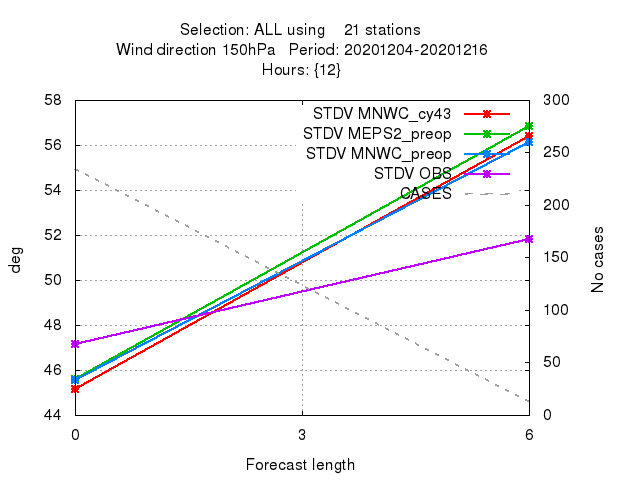 Selection: ALL using    21 stations
Wind direction 150hPa   Period: 20201204-20201216
Hours: {12}
58
56
54
52
50
48
46
44
deg
STDV MNWC_cy43
STDV MEPS2_preop
STDV MNWC_preop
STDV OBS
CASES
300
250
200
150
100
50
0
No cases
0 3 6
Forecast length